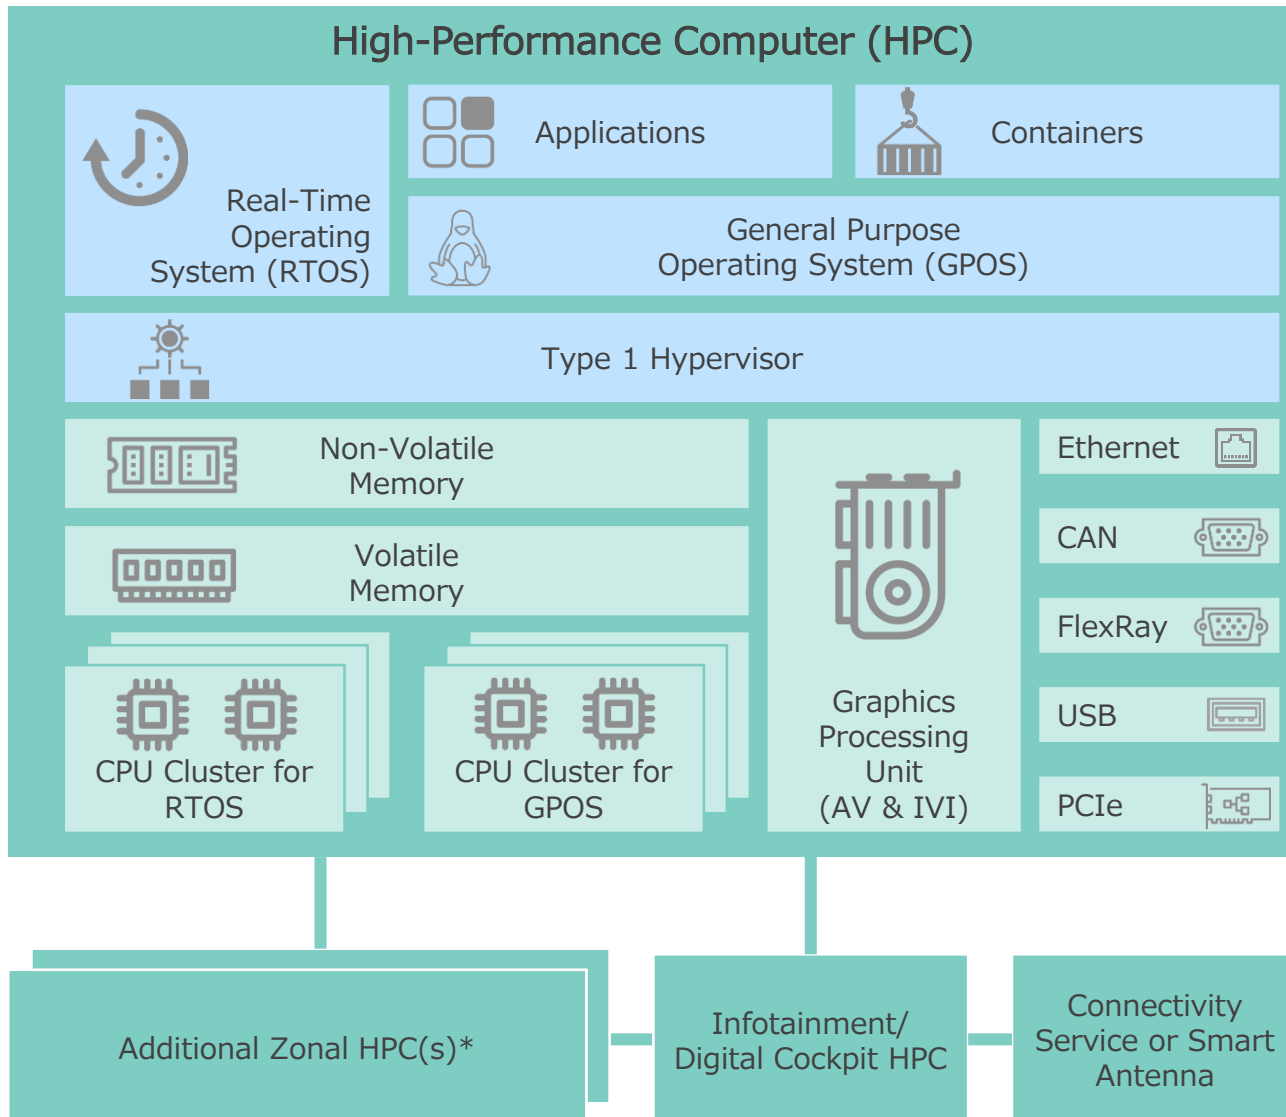 High-Performance Computer (HPC)
Real-Time
Operating
System (RTOS)
Applications
Containers
General Purpose
Operating System (GPOS)
Type 1 Hypervisor
Non-Volatile
Memory
Volatile
Memory
CPU Cluster for
RTOS
CPU Cluster for
GPOS
Graphics
Processing
Unit
(AV & IVI)
Ethernet
CAN
FlexRay
USB
PCIe
Additional Zonal HPC(s)*
Infotainment/
Digital Cockpit HPC
Connectivity
Service or Smart
Antenna